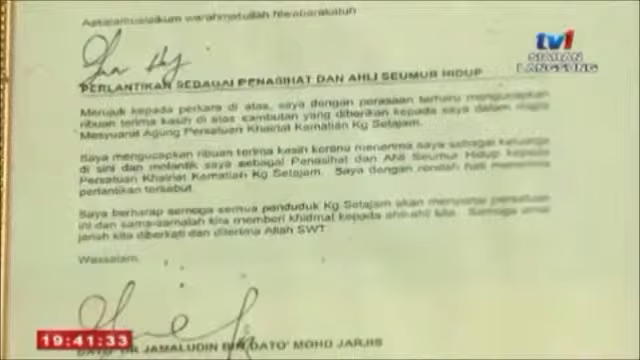 Assalamualaikum warahmatullah hiwabarakatuh
tv1
SIARAN
LANGSUNG
PERLANTIKAN SEBAGAI PENASIHAT DAN AHLI SEUMUR HIDUP
Merujuk kepada perkara di atas, saya dengan perasaan terharu mengucapkan
ribuan terima kasih di atas sambutan yang diberikan kepada saya dalam
Mesyuarat Agung Persatuan Khairat Kematian Kg Setajam.
Saya mengucapkan ribuan terima kasih kerana menerima saya sebagai keluarga
di sini dan melantik saya sebagai Penasihat dan Ahli Seumur Hidup kepada
Persatuan Khairat Kematian Kg Setajam. Saya dengan rendah hati menerima
perlantikan tersebut.
Saya berharap semoga semua penduduk Kg Setajam akan menyertai persatuan
ini dan sama-samalah kita memberi khidmat kepada ahli-ahli kita. Semoga amal
jariah kita diberkati dan diterima Allah SWT.
Wassalam.
19:41:33
DATO' DR JAMALUDIN BIN DATO' MOHD JARJIS